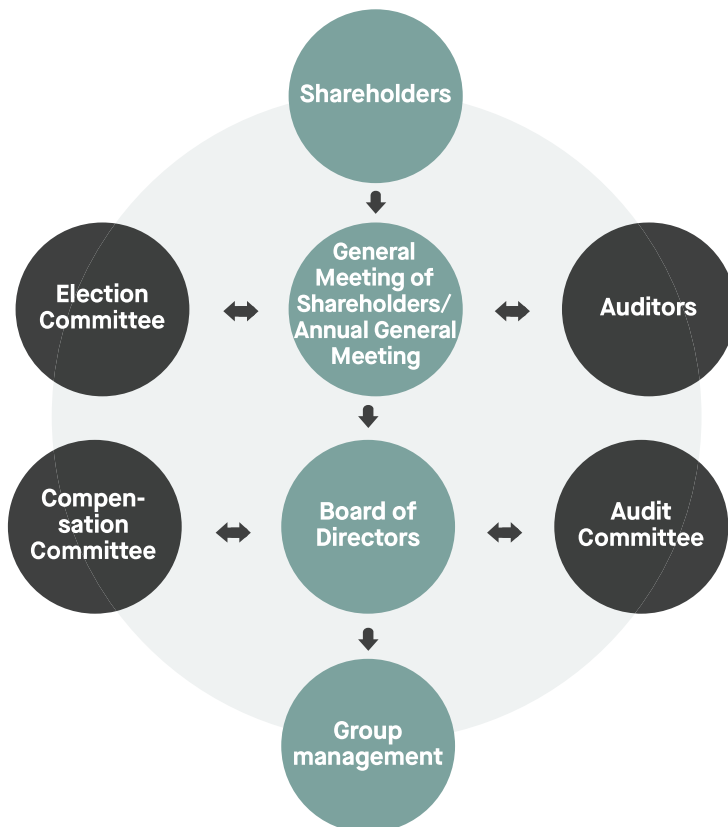 Shareholders
General
Meeting of
Shareholders/
Annual General
Meeting
Election
Committee
Auditors
Compen-
sation
Committee
Board of
Directors
Audit
Committee
Group
management